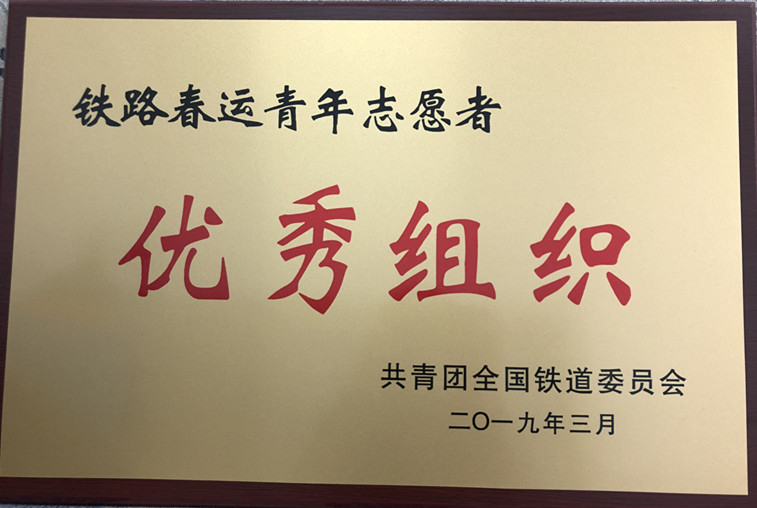 铁路春运青年志愿者
优秀组织
共青团全国铁道委员会
二〇一九年三月